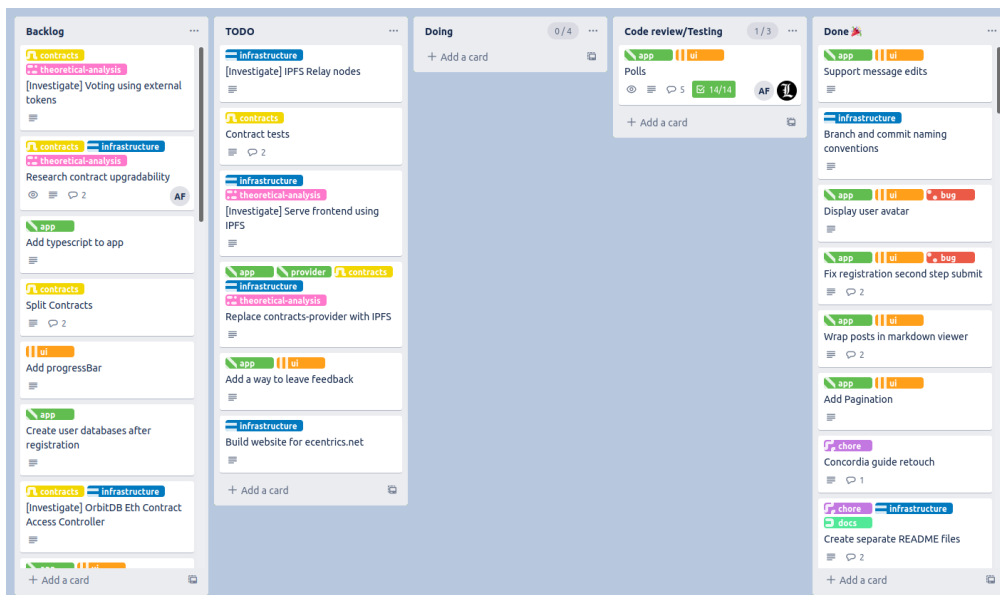 Backlog
contracts
theoretical-analysis
[Investigate] Voting using external
tokens
contracts infrastructure
theoretical-analysis
Research contract upgradability
2 AF
app
Add typescript to app
contracts
Split Contracts
2
ui
Add progressBar
app
Create user databases after
registration
contracts infrastructure
[Investigate] OrbitDB Eth Contract
Access Controller
app ui
+ Add a card
TODO
infrastructure
[Investigate] IPFS Relay nodes
contracts
Contract tests
2
infrastructure
theoretical-analysis
[Investigate] Serve frontend using
IPFS
app provider contracts
infrastructure
theoretical-analysis
Replace contracts-provider with IPFS
app ui
Add a way to leave feedback
infrastructure
Build website for ecentrics.net
+ Add a card
Doing 0/4
+ Add a card
Code review/Testing 1/3
app ui
Polls
5 14/14 AF L
+ Add a card
Done 🎉
app ui
Support message edits
infrastructure
Branch and commit naming
conventions
app ui bug
Display user avatar
app ui bug
Fix registration second step submit
2
app ui
Wrap posts in markdown viewer
2
app ui
Add Pagination
chore
Concordia guide retouch
1
chore infrastructure
docs
Create separate README files
2
+ Add a card